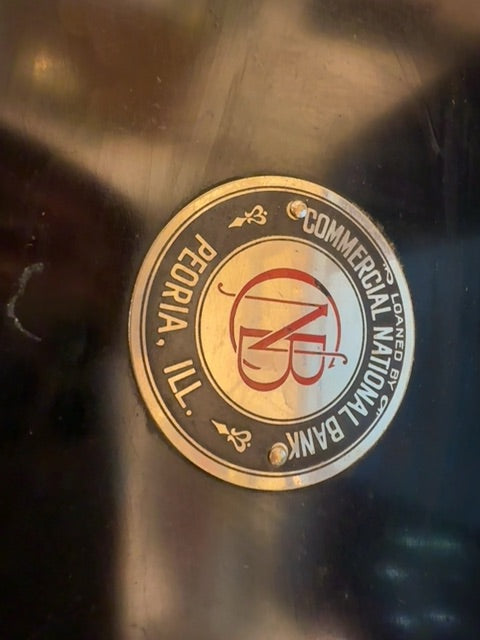 LOANED BY
COMMERCIAL NATIONAL BANK
CNB
PEORIA, ILL.